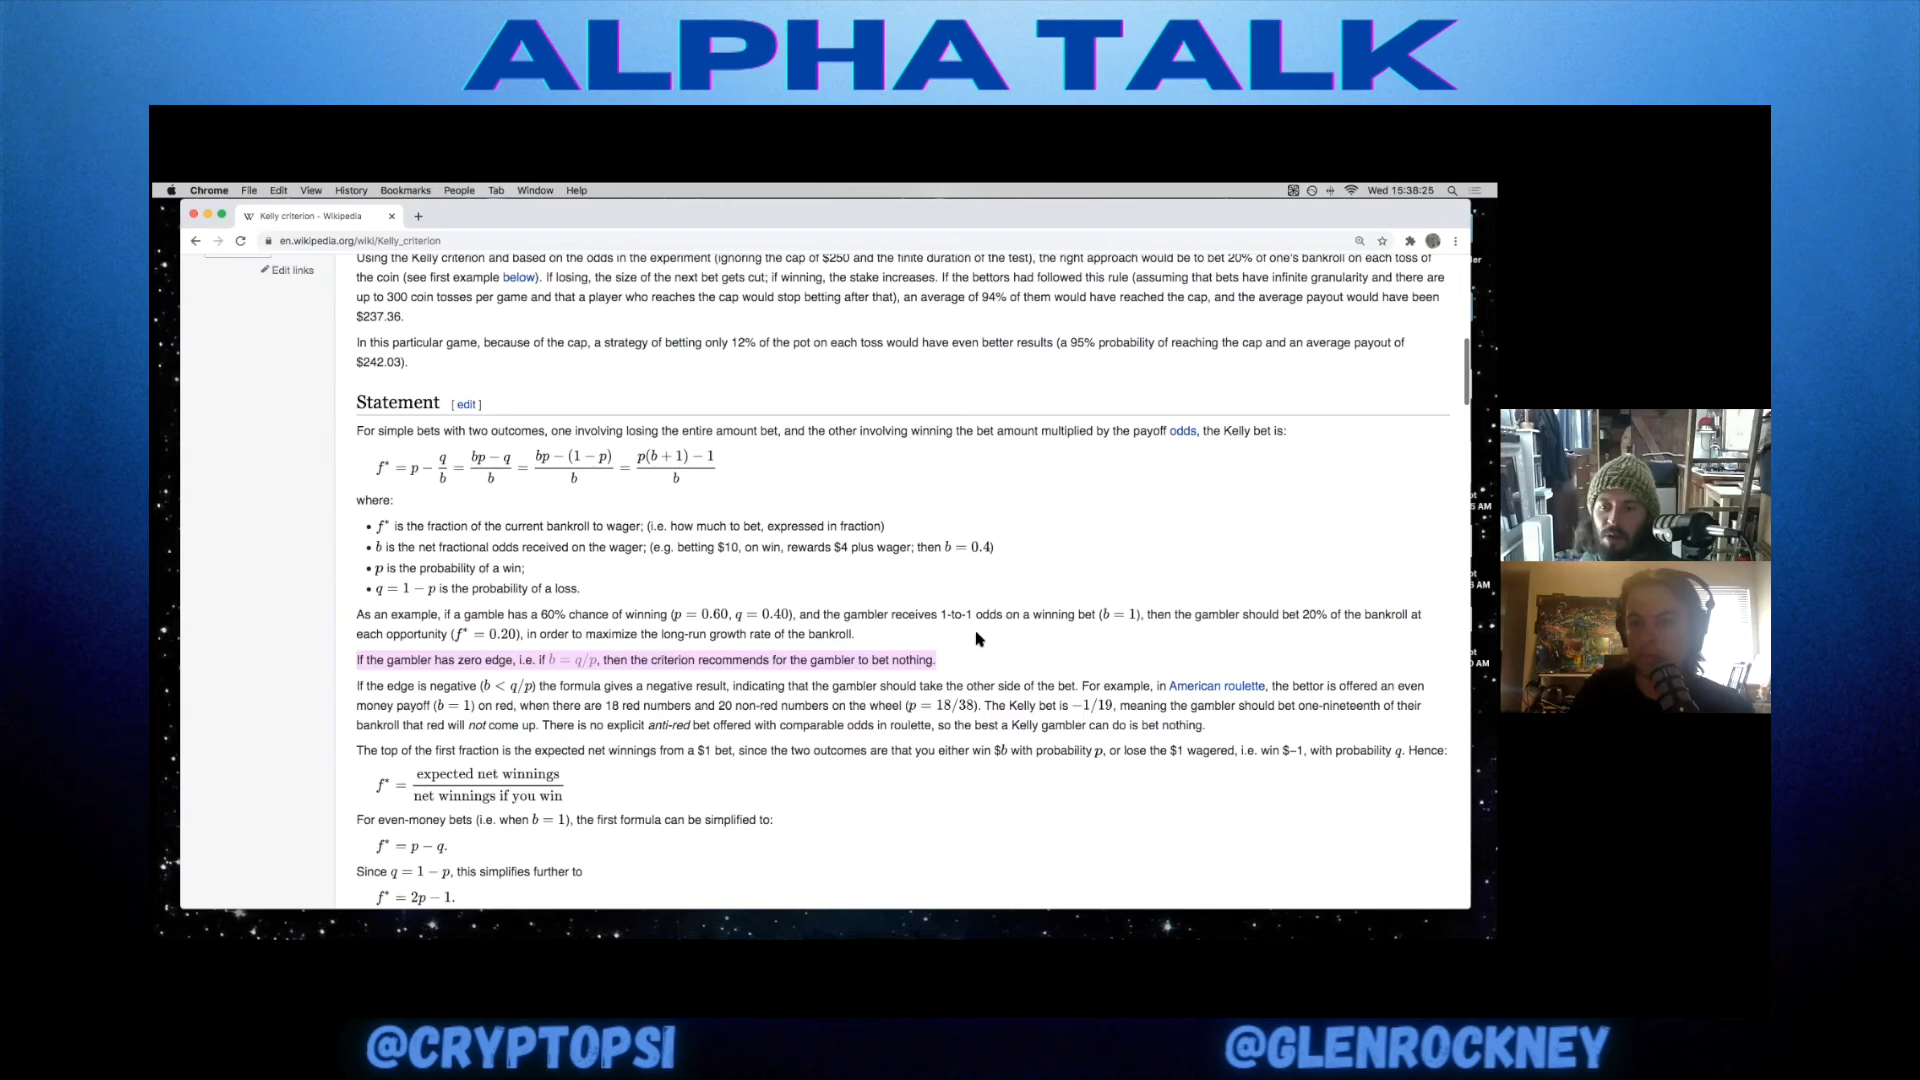 ALPHA TALK
Chrome File Edit View History Bookmarks People Tab Window Help Wed 15:38:25
W Kelly criterion - Wikipedia
en.wikipedia.org/wiki/Kelly_criterion
Edit links
Using the Kelly criterion and based on the odds in the experiment (ignoring the cap of $250 and the finite duration of the test), the right approach would be to bet 20% of one's bankroll on each toss of
the coin (see first example below). If losing, the size of the next bet gets cut; if winning, the stake increases. If the bettors had followed this rule (assuming that bets have infinite granularity and there are
up to 300 coin tosses per game and that a player who reaches the cap would stop betting after that), an average of 94% of them would have reached the cap, and the average payout would have been
$237.36.
In this particular game, because of the cap, a strategy of betting only 12% of the pot on each toss would have even better results (a 95% probability of reaching the cap and an average payout of
$242.03).
Statement [ edit ]
For simple bets with two outcomes, one involving losing the entire amount bet, and the other involving winning the bet amount multiplied by the payoff odds, the Kelly bet is:
f* = p − q/b = (bp − q)/b = (bp − (1 − p))/b = (p(b + 1) − 1)/b
where:
• f* is the fraction of the current bankroll to wager; (i.e. how much to bet, expressed in fraction)
• b is the net fractional odds received on the wager; (e.g. betting $10, on win, rewards $4 plus wager; then b = 0.4)
• p is the probability of a win;
• q = 1 − p is the probability of a loss.
As an example, if a gamble has a 60% chance of winning (p = 0.60, q = 0.40), and the gambler receives 1-to-1 odds on a winning bet (b = 1), then the gambler should bet 20% of the bankroll at
each opportunity (f* = 0.20), in order to maximize the long-run growth rate of the bankroll.
If the gambler has zero edge, i.e. if b = q/p, then the criterion recommends for the gambler to bet nothing.
If the edge is negative (b < q/p) the formula gives a negative result, indicating that the gambler should take the other side of the bet. For example, in American roulette, the bettor is offered an even
money payoff (b = 1) on red, when there are 18 red numbers and 20 non-red numbers on the wheel (p = 18/38). The Kelly bet is −1/19, meaning the gambler should bet one-nineteenth of their
bankroll that red will not come up. There is no explicit anti-red bet offered with comparable odds in roulette, so the best a Kelly gambler can do is bet nothing.
The top of the first fraction is the expected net winnings from a $1 bet, since the two outcomes are that you either win $b with probability p, or lose the $1 wagered, i.e. win $−1, with probability q. Hence:
f* = expected net winnings / net winnings if you win
For even-money bets (i.e. when b = 1), the first formula can be simplified to:
f* = p − q.
Since q = 1 − p, this simplifies further to
f* = 2p − 1.
@CRYPTOPSI
@GLENROCKNEY